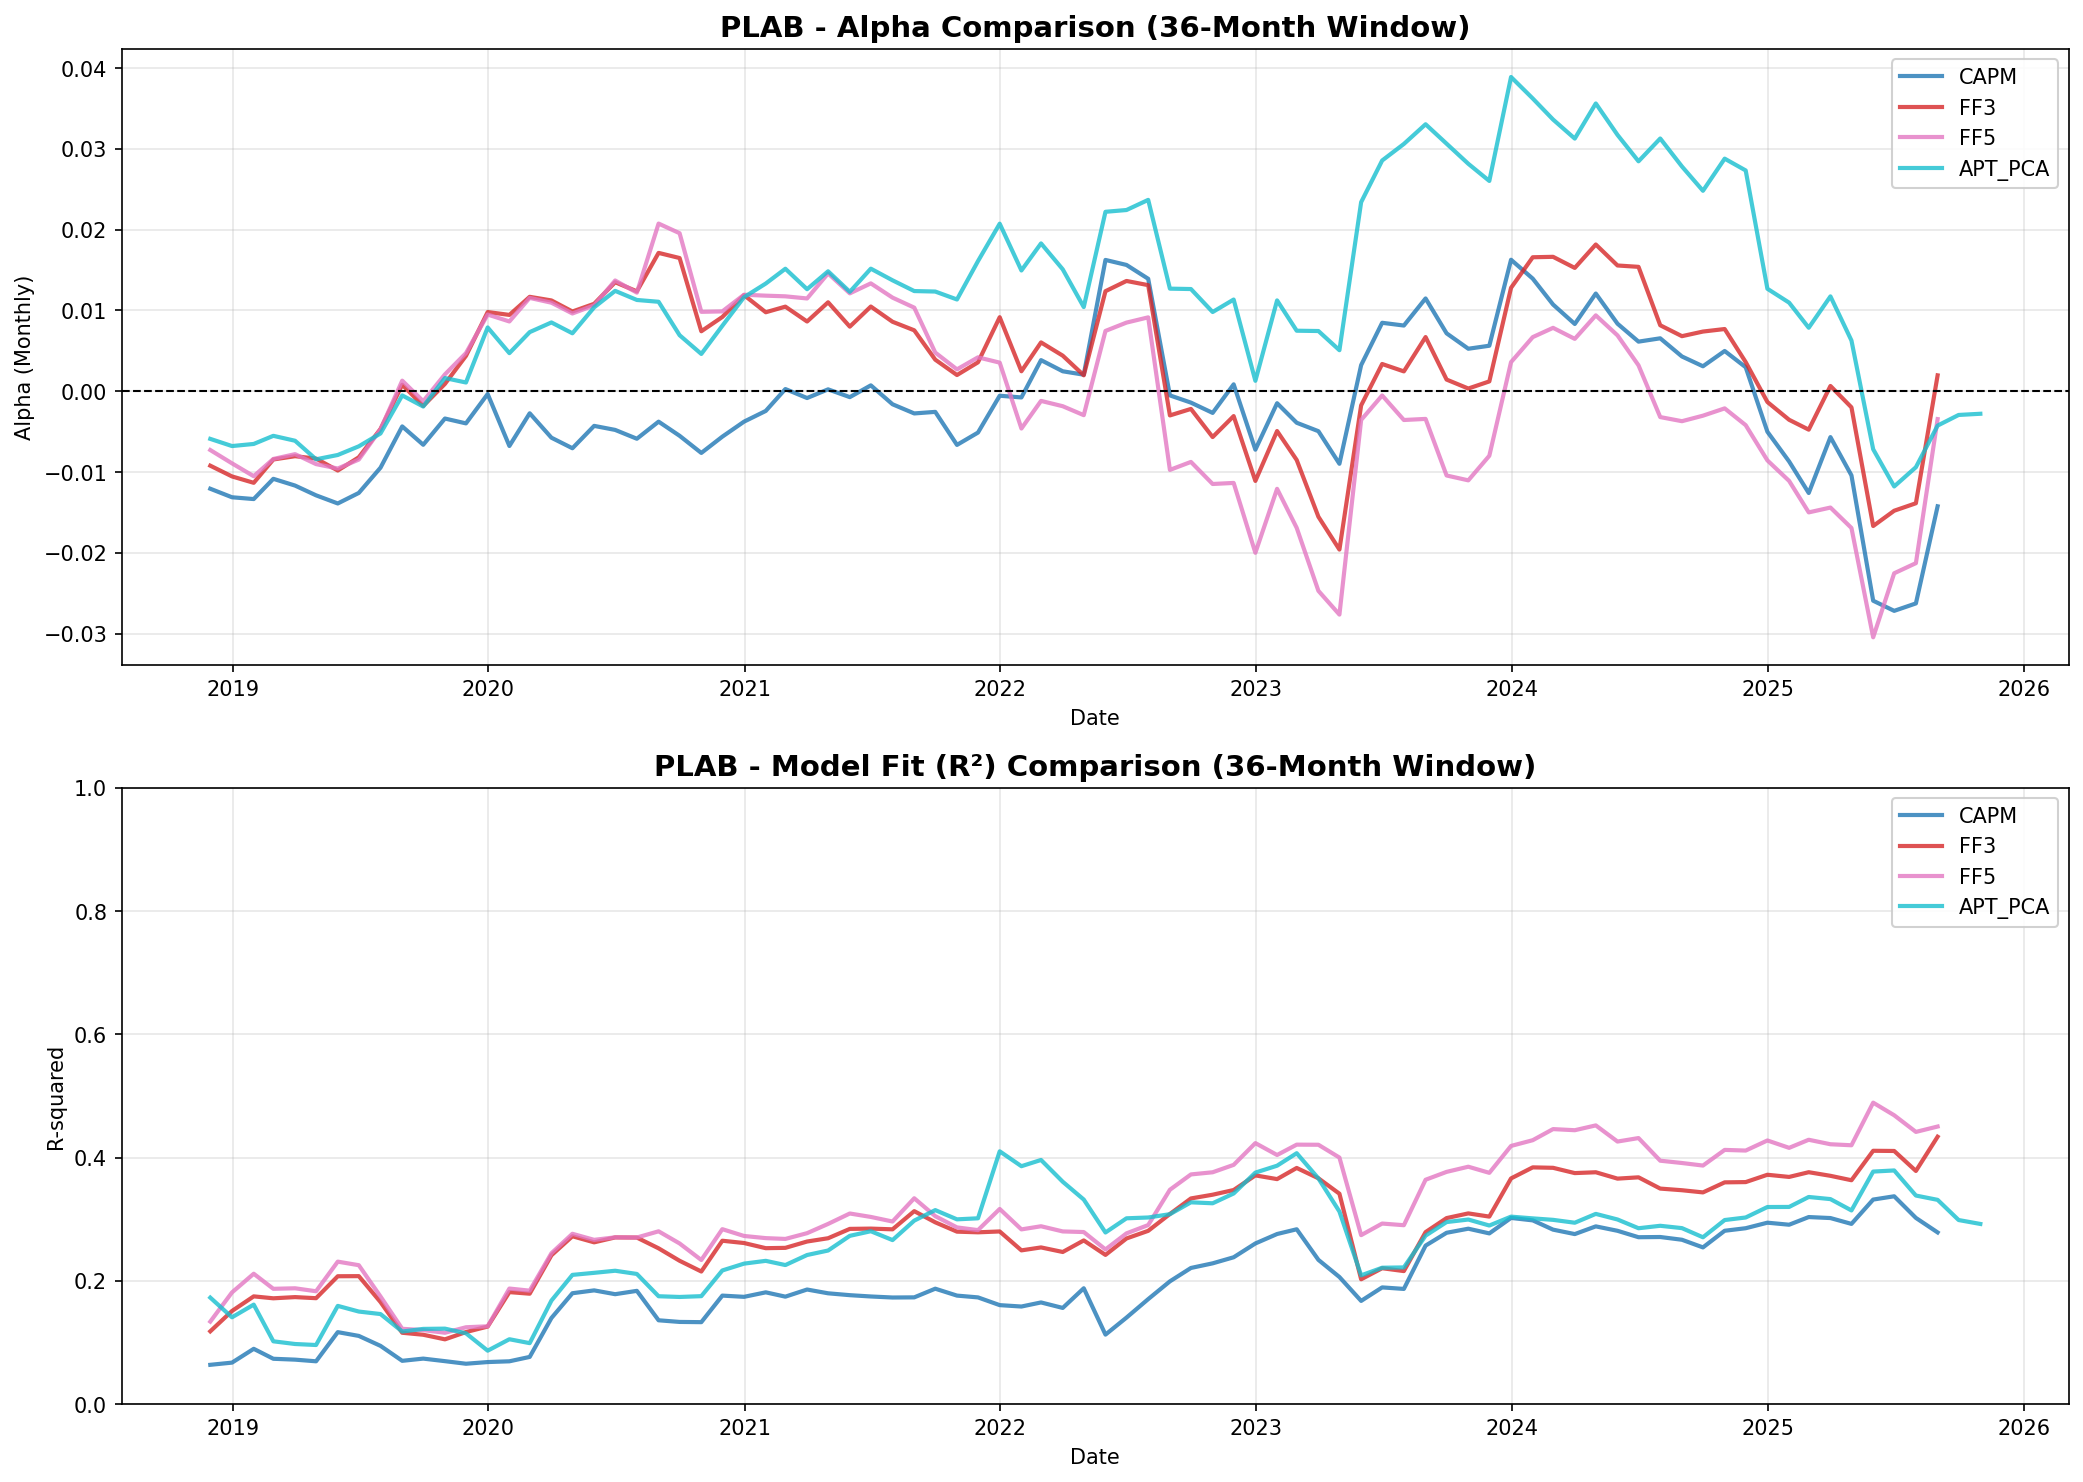 PLAB - Alpha Comparison (36-Month Window)
CAPM
FF3
FF5
APT_PCA
Alpha (Monthly)
0.04
0.03
0.02
0.01
0.00
−0.01
−0.02
−0.03
2019 2020 2021 2022 2023 2024 2025 2026
Date
PLAB - Model Fit (R²) Comparison (36-Month Window)
CAPM
FF3
FF5
APT_PCA
R-squared
1.0
0.8
0.6
0.4
0.2
0.0
2019 2020 2021 2022 2023 2024 2025 2026
Date